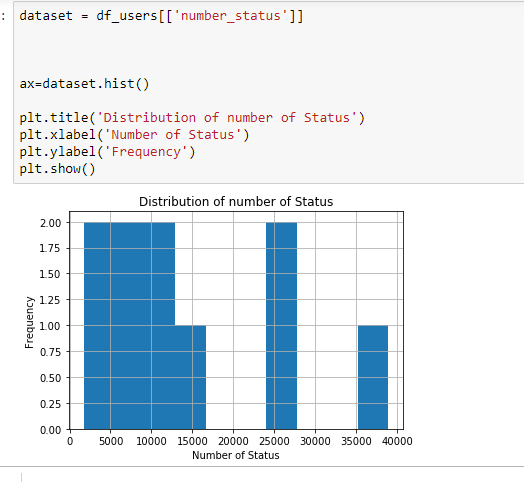 :
dataset = df_users[['number_status']]
ax=dataset.hist()
plt.title('Distribution of number of Status')
plt.xlabel('Number of Status')
plt.ylabel('Frequency')
plt.show()
Distribution of number of Status
2.00
1.75
1.50
1.25
1.00
0.75
0.50
0.25
0.00
Frequency
0 5000 10000 15000 20000 25000 30000 35000 40000
Number of Status